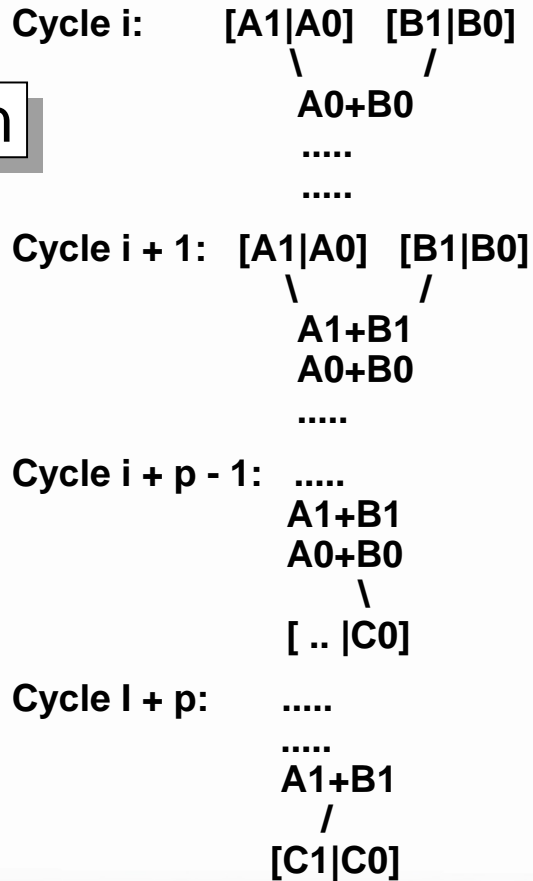 Cycle i: [A1|A0] [B1|B0]
\ /
A0+B0
.....
.....
Cycle i + 1: [A1|A0] [B1|B0]
\ /
A1+B1
A0+B0
.....
Cycle i + p - 1: .....
A1+B1
A0+B0
\
[ .. |C0]
Cycle I + p: .....
.....
A1+B1
/
[C1|C0]